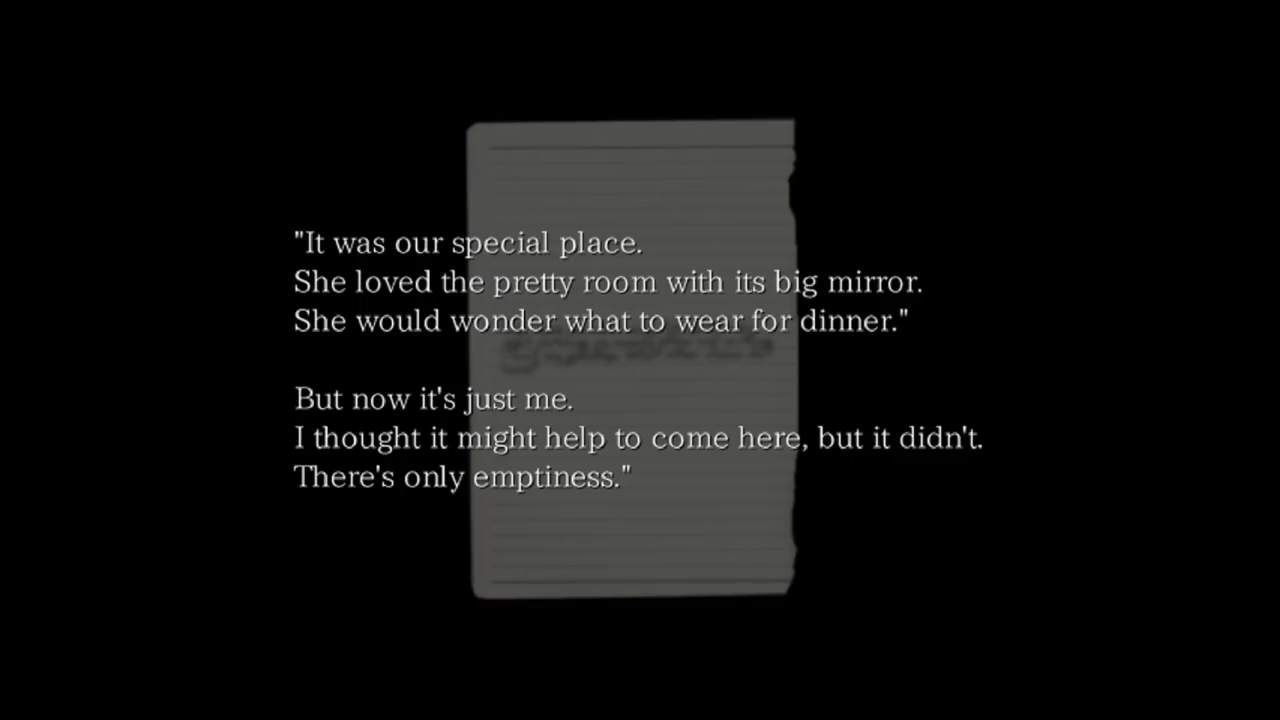 "It was our special place.
She loved the pretty room with its big mirror.
She would wonder what to wear for dinner."
But now it's just me.
I thought it might help to come here, but it didn't.
There's only emptiness."